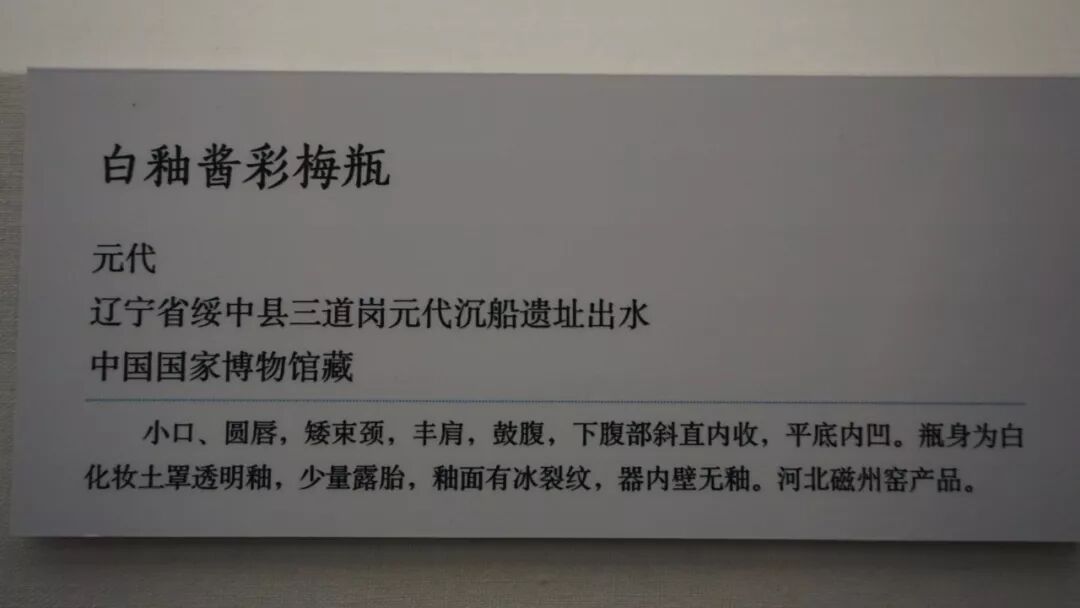 白釉酱彩梅瓶
元代
辽宁省绥中县三道岗元代沉船遗址出水
中国国家博物馆藏
小口、圆唇，矮束颈，丰肩，鼓腹，下腹部斜直内收，平底内凹。瓶身为白
化妆土罩透明釉，少量露胎，釉面有冰裂纹，器内壁无釉。河北磁州窑产品。